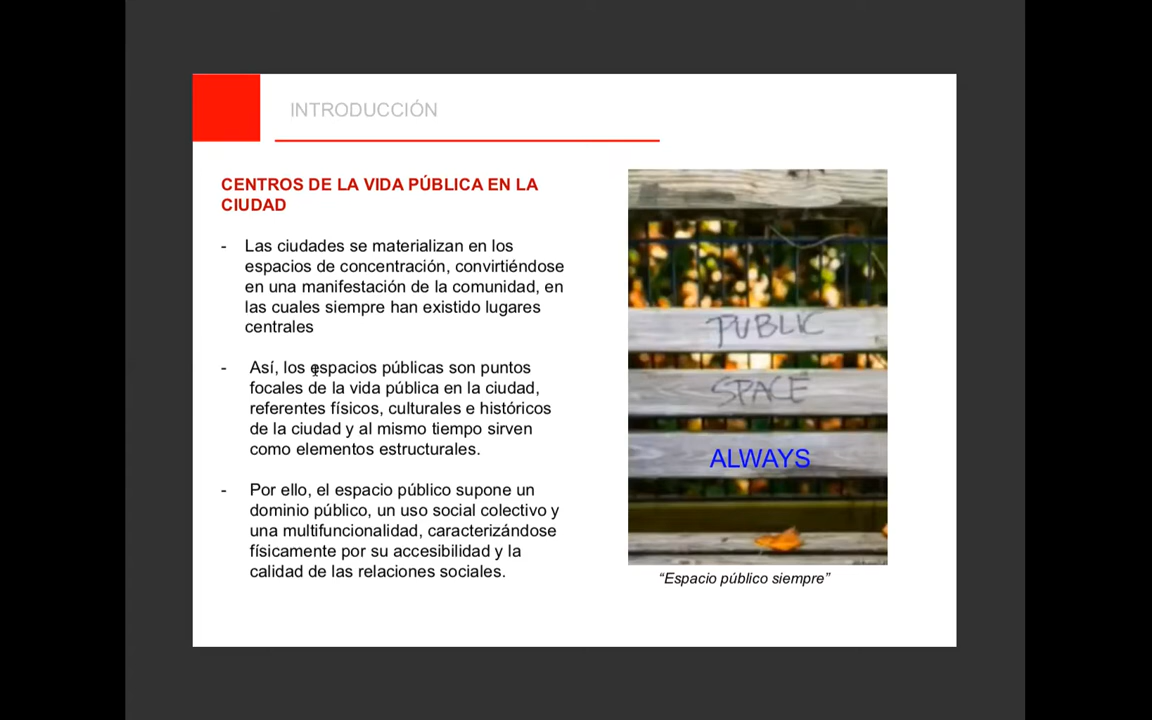 INTRODUCCIÓN
CENTROS DE LA VIDA PÚBLICA EN LA
CIUDAD
- Las ciudades se materializan en los
espacios de concentración, convirtiéndose
en una manifestación de la comunidad, en
las cuales siempre han existido lugares
centrales
- Así, los espacios públicas son puntos
focales de la vida pública en la ciudad,
referentes físicos, culturales e históricos
de la ciudad y al mismo tiempo sirven
como elementos estructurales.
- Por ello, el espacio público supone un
dominio público, un uso social colectivo y
una multifuncionalidad, caracterizándose
físicamente por su accesibilidad y la
calidad de las relaciones sociales.
PUBLIC
SPACE
ALWAYS
“Espacio público siempre”